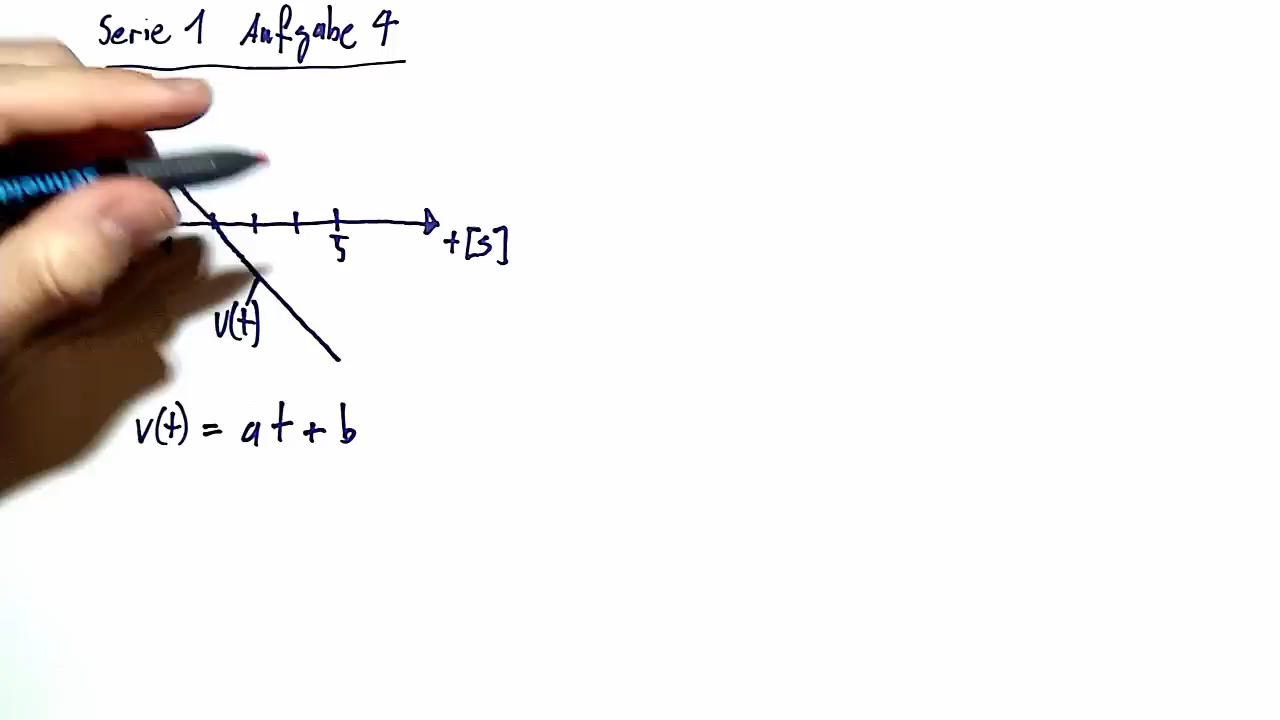 Serie 1 Aufgabe 4
5
t[s]
v(t)
v(t) = at + b